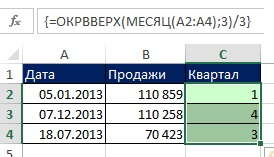 {=ОКРВВЕРХ(МЕСЯЦ(A2:A4);3)/3}
A B C
1 Дата Продажи Квартал
2 05.01.2013 110 859 1
3 07.12.2013 110 258 4
4 18.07.2013 70 423 3